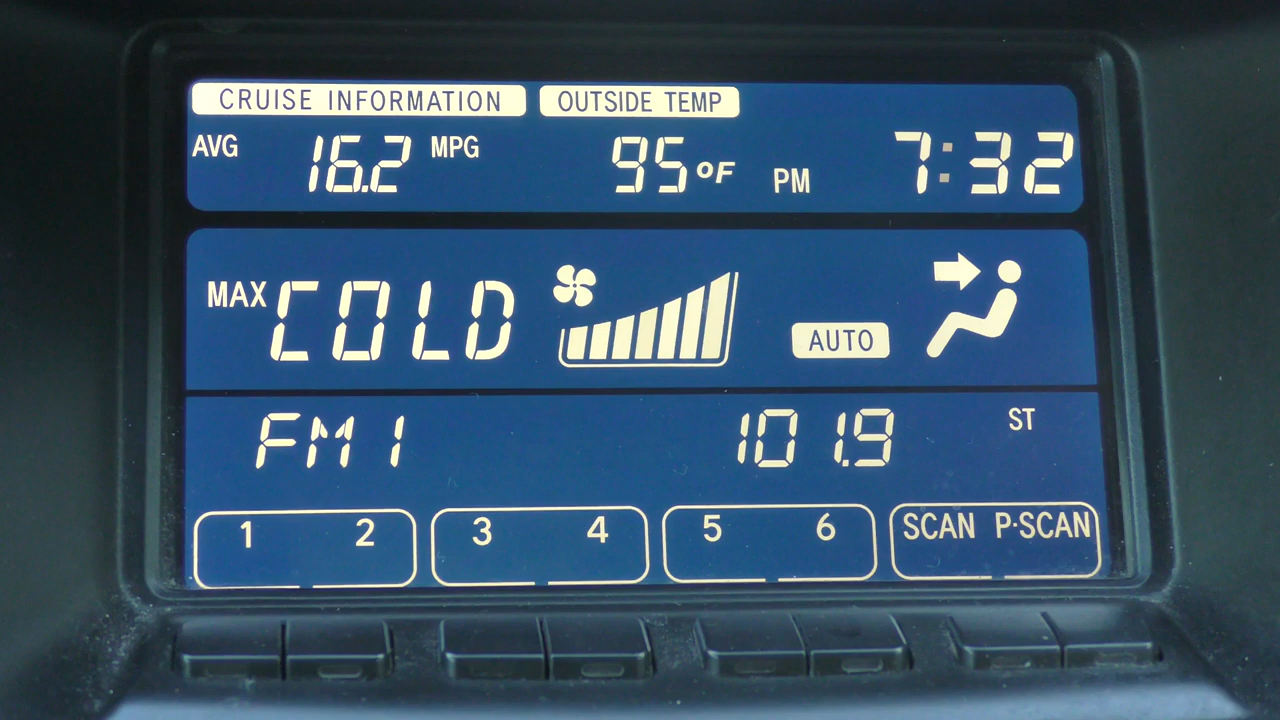 CRUISE INFORMATION OUTSIDE TEMP
AVG 16.2 MPG 95°F PM 7:32
MAX COLD AUTO
FM1 101.9 ST
1 2 3 4 5 6 SCAN P·SCAN